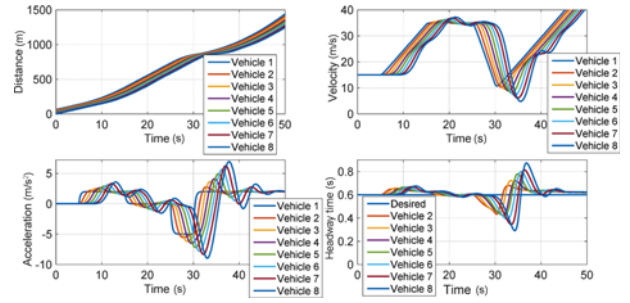 1500
1000
500
0
Distance (m)
0 10 20 30 40 50
Time (s)
Vehicle 1
Vehicle 2
Vehicle 3
Vehicle 4
Vehicle 5
Vehicle 6
Vehicle 7
Vehicle 8
40
30
20
10
0
Velocity (m/s)
0 10 20 30 40
Time (s)
Vehicle 1
Vehicle 2
Vehicle 3
Vehicle 4
Vehicle 5
Vehicle 6
Vehicle 7
Vehicle 8
5
0
-5
-10
Acceleration (m/s²)
0 10 20 30 40
Time (s)
Vehicle 1
Vehicle 2
Vehicle 3
Vehicle 4
Vehicle 5
Vehicle 6
Vehicle 7
Vehicle 8
0.8
0.6
0.4
0.2
0
Headway time (s)
0 10 20 30 40 50
Time (s)
Desired
Vehicle 2
Vehicle 3
Vehicle 4
Vehicle 5
Vehicle 6
Vehicle 7
Vehicle 8